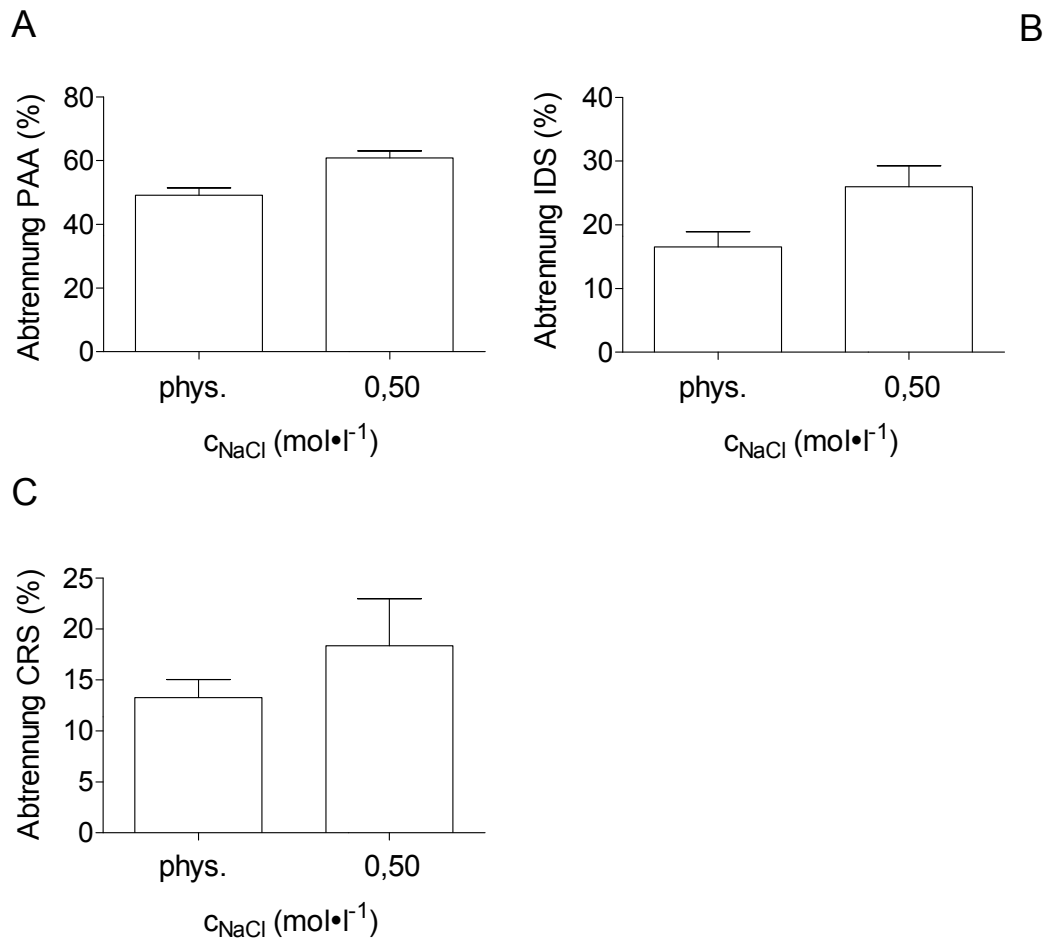 A
B
Abtrennung PAA (%)
80
60
40
20
0
phys. 0,50
cNaCl (mol•l-1)
Abtrennung IDS (%)
40
30
20
10
0
phys. 0,50
cNaCl (mol•l-1)
C
Abtrennung CRS (%)
25
20
15
10
5
0
phys. 0,50
cNaCl (mol•l-1)